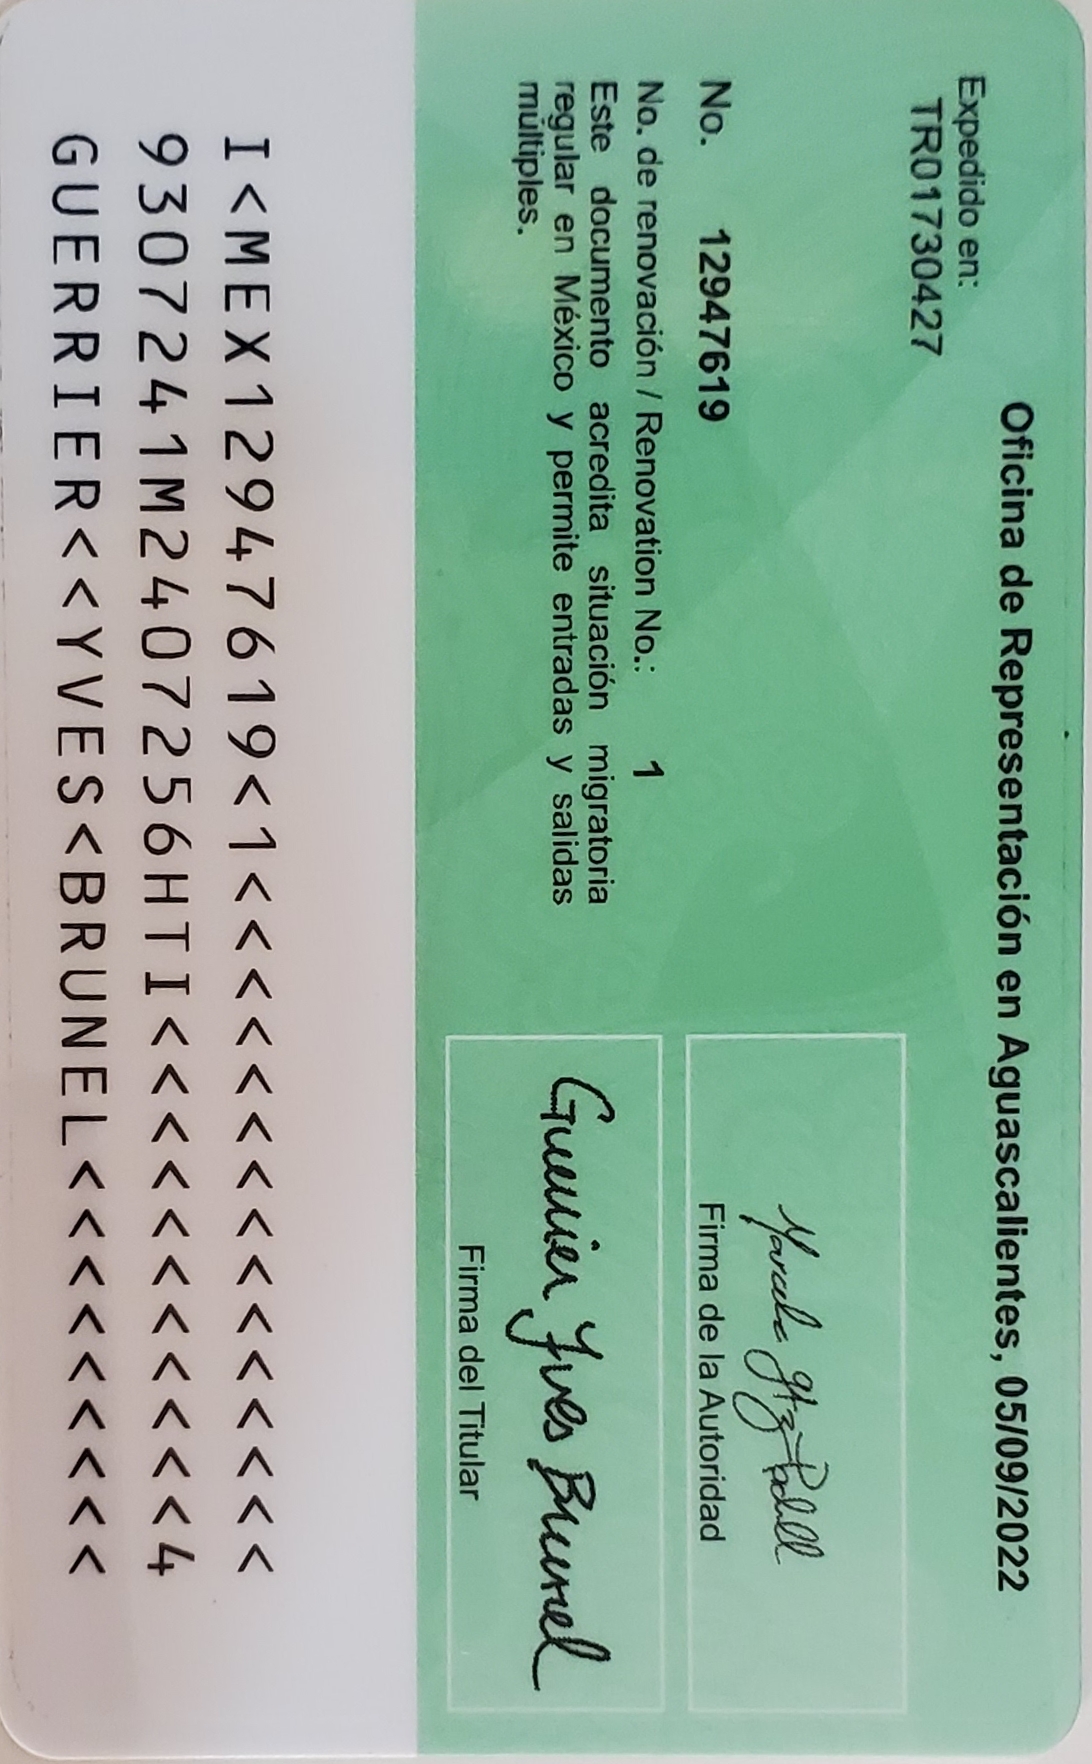 Oficina de Representación en Aguascalientes, 05/09/2022
Expedido en:
TR01730427
No. 12947619
No. de renovación / Renovation No.: 1
Este documento acredita situación migratoria
regular en México y permite entradas y salidas
múltiples.
Firma de la Autoridad
Guerrier Yves Brunel
Firma del Titular
I<MEX12947619<1<<<<<<<<<<<<<<<
9307241M2407256HTI<<<<<<<<<<<4
GUERRIER<<YVES<BRUNEL<<<<<<<<<